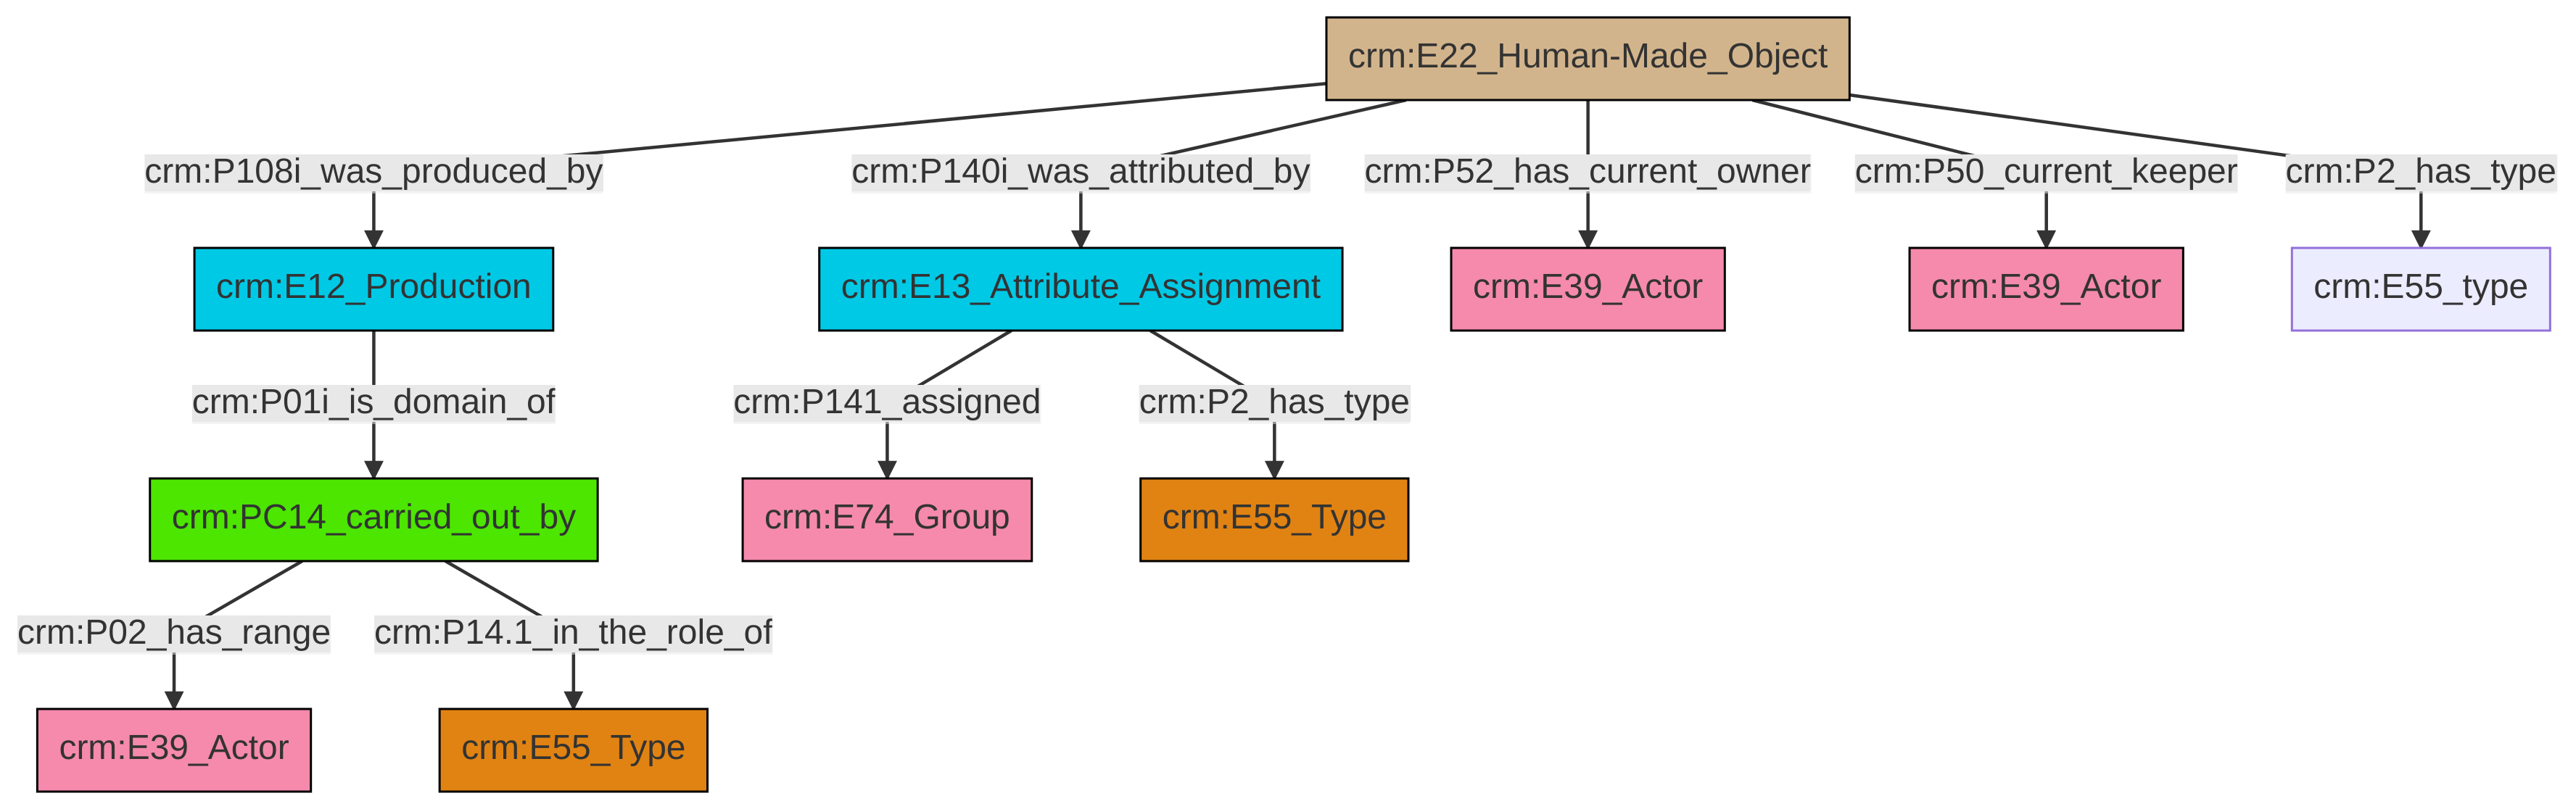 crm:E22_Human-Made_Object
crm:P108i_was_produced_by
crm:P140i_was_attributed_by
crm:P52_has_current_owner
crm:P50_current_keeper
crm:P2_has_type
crm:E12_Production
crm:E13_Attribute_Assignment
crm:E39_Actor
crm:E39_Actor
crm:E55_type
crm:P01i_is_domain_of
crm:P141_assigned
crm:P2_has_type
crm:PC14_carried_out_by
crm:E74_Group
crm:E55_Type
crm:P02_has_range
crm:P14.1_in_the_role_of
crm:E39_Actor
crm:E55_Type